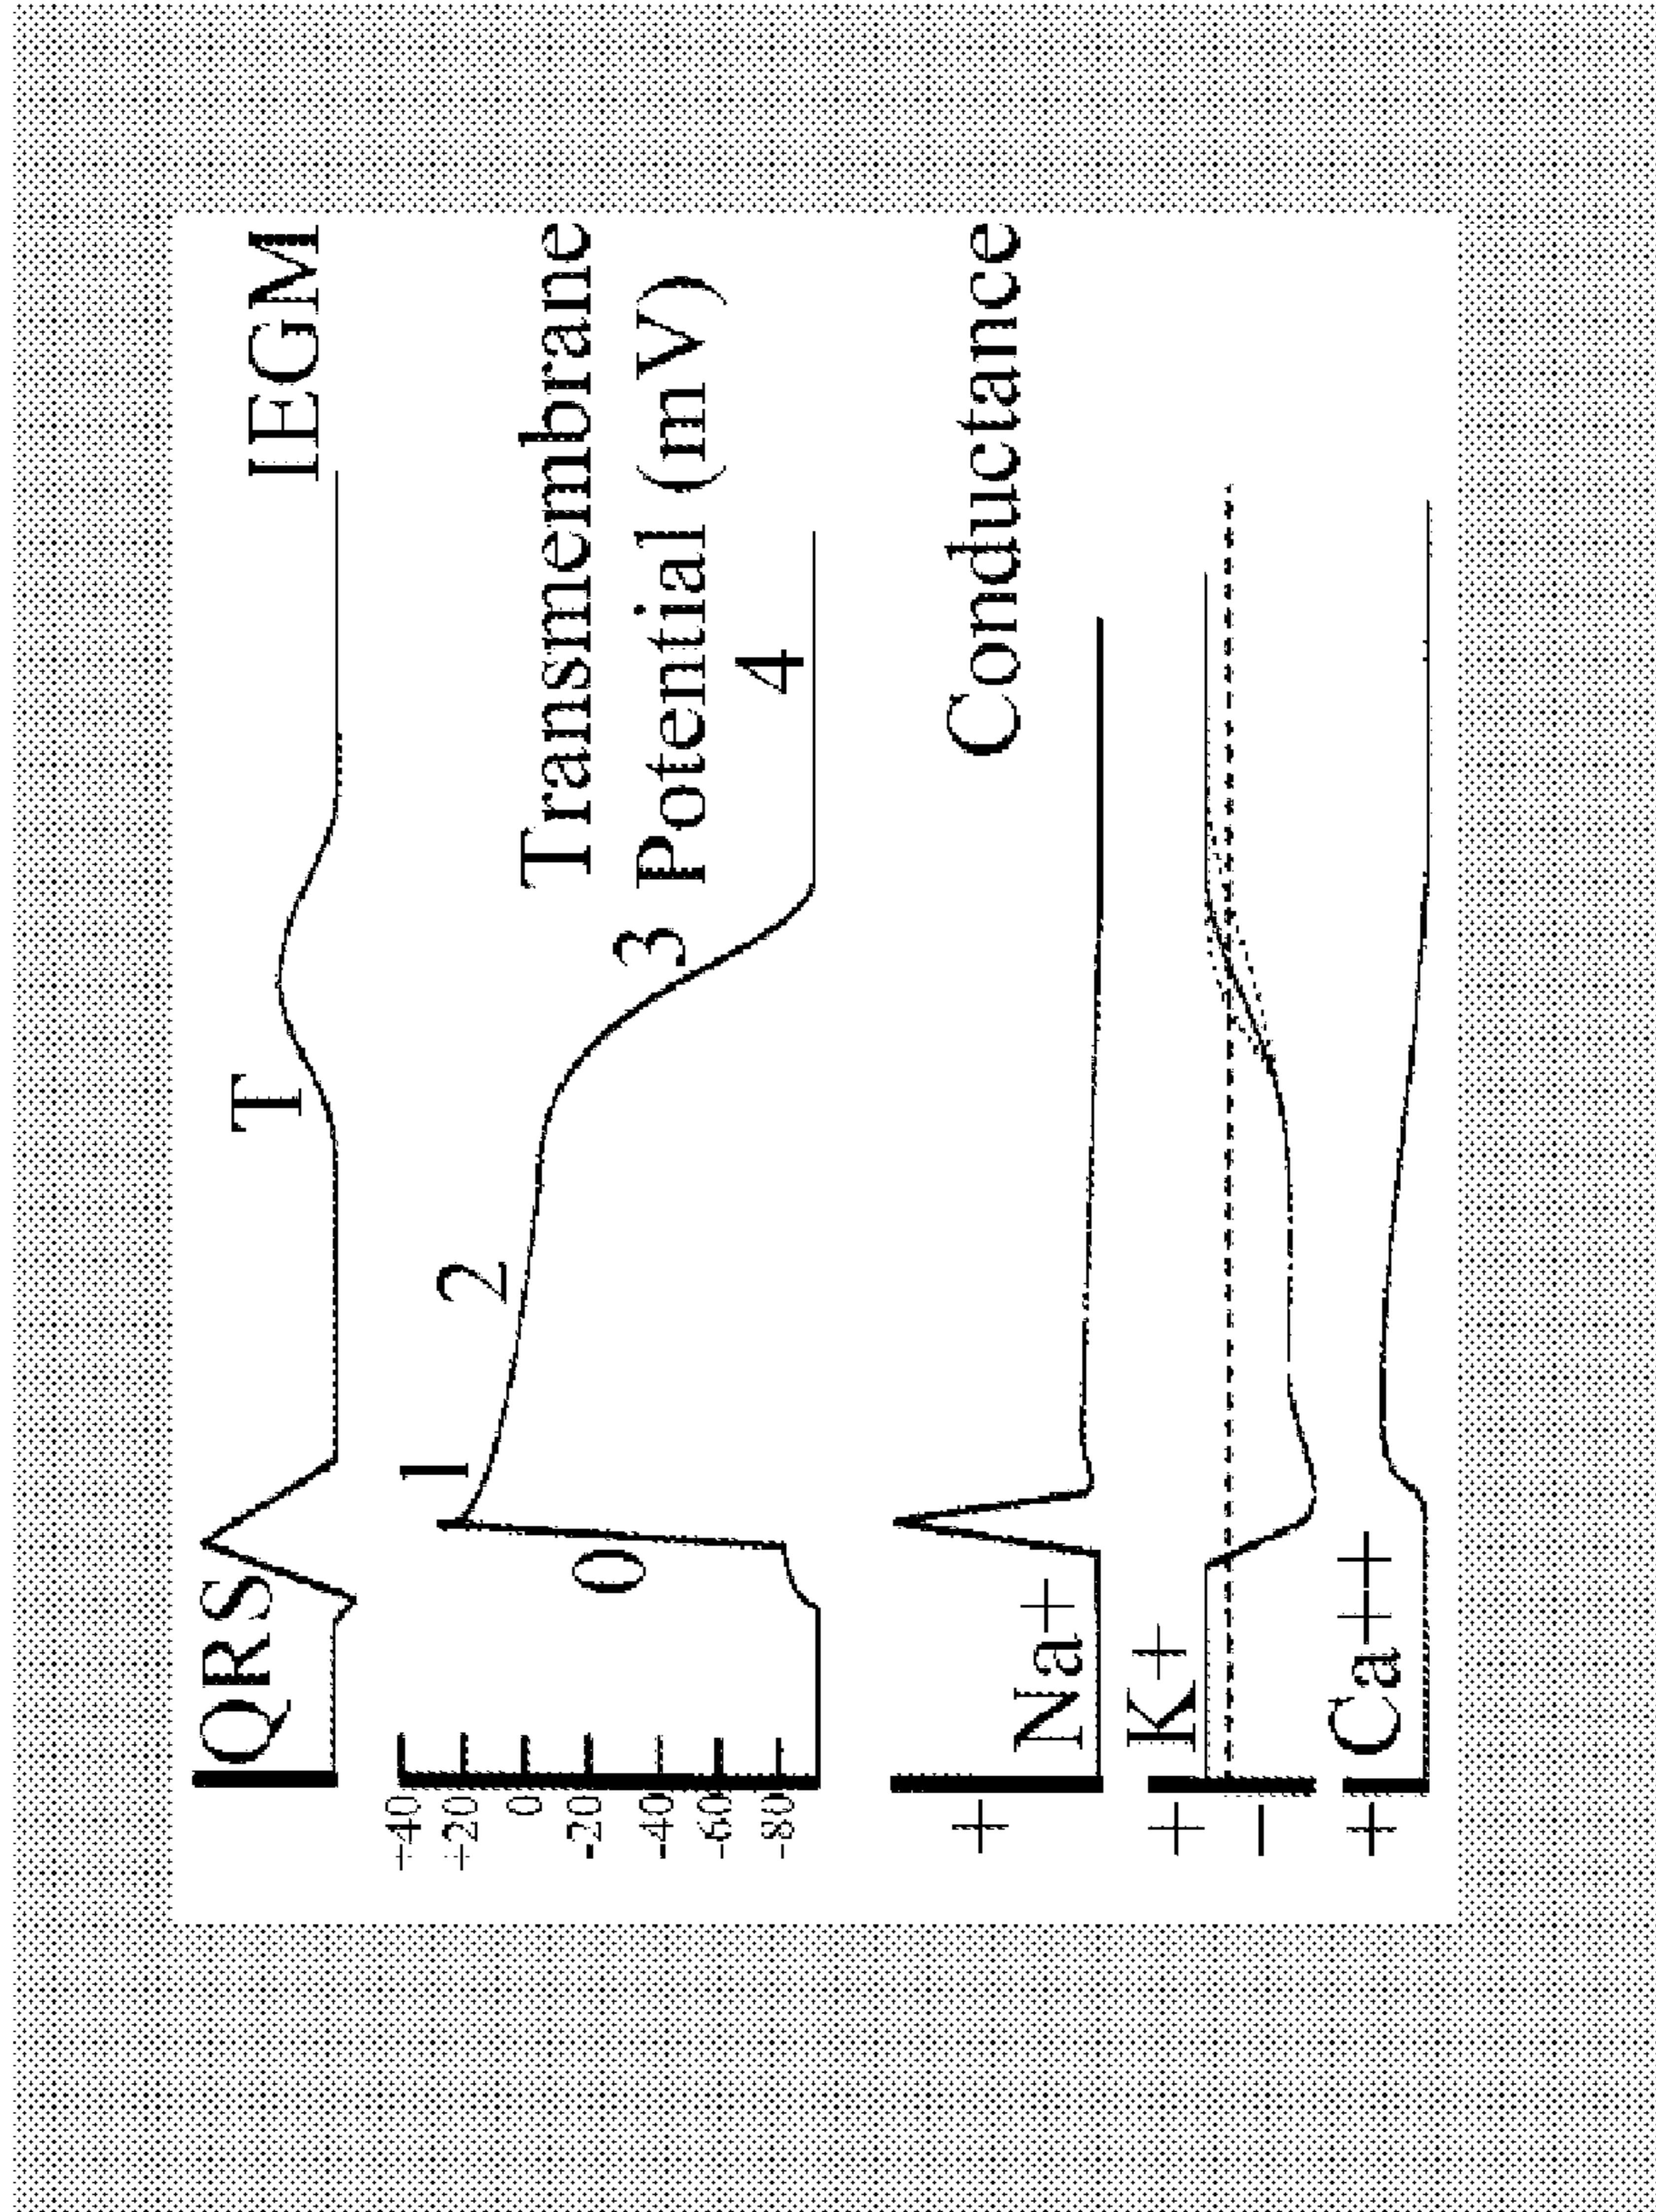 QRS
T
IEGM
+40
+20
0
-20
-40
-60
-80
0
1
2
3
4
Transmembrane
Potential (mV)
Conductance
+
Na+
+
−
K+
+
Ca++